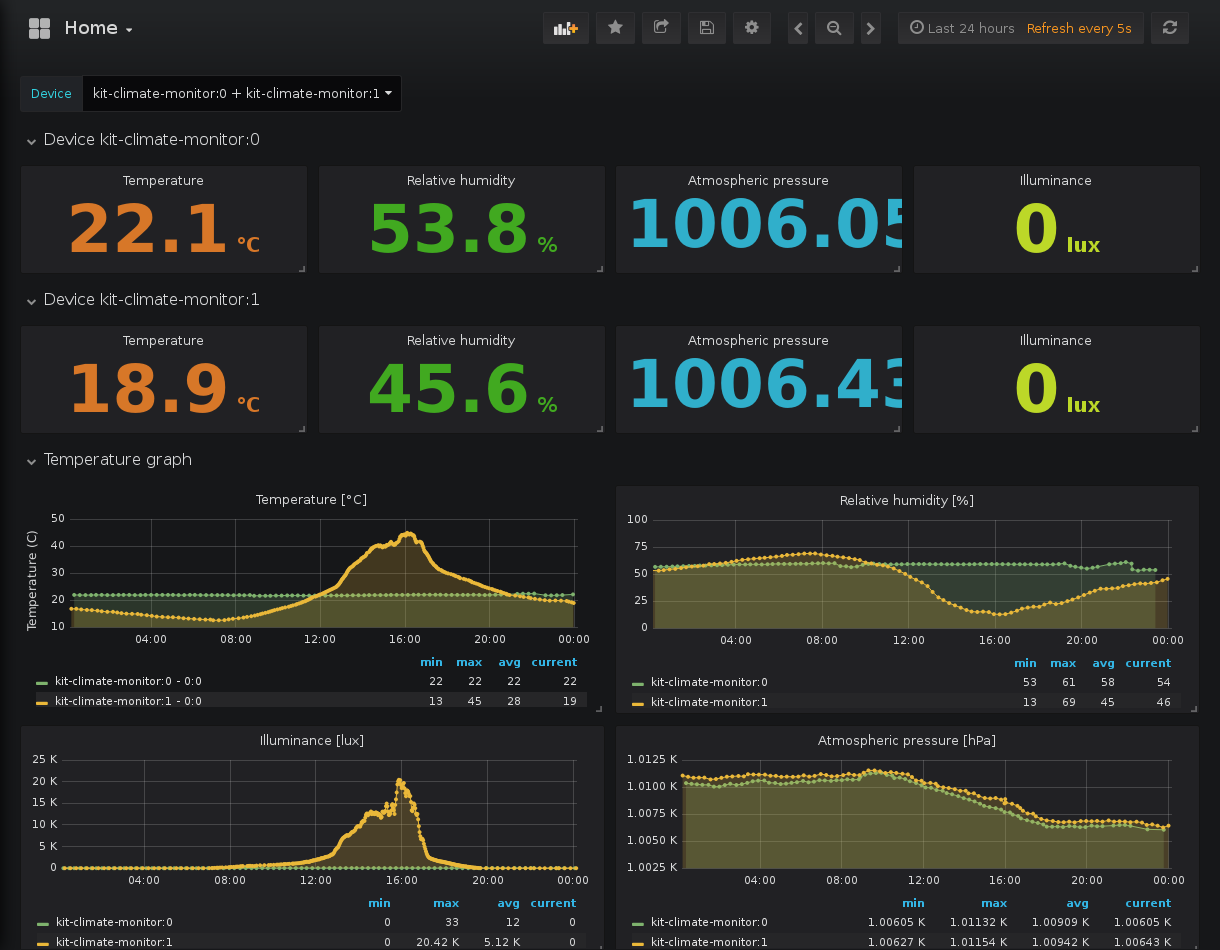 Home
Last 24 hours Refresh every 5s
Device kit-climate-monitor:0 + kit-climate-monitor:1
Device kit-climate-monitor:0
Temperature Relative humidity Atmospheric pressure Illuminance
22.1 °C 53.8 % 1006.05 0 lux
Device kit-climate-monitor:1
Temperature Relative humidity Atmospheric pressure Illuminance
18.9 °C 45.6 % 1006.43 0 lux
Temperature graph
Temperature [°C]
Temperature (C)
50
40
30
20
10
04:00 08:00 12:00 16:00 20:00 00:00
min max avg current
kit-climate-monitor:0 - 0:0 22 22 22 22
kit-climate-monitor:1 - 0:0 13 45 28 19
Relative humidity [%]
100
75
50
25
0
04:00 08:00 12:00 16:00 20:00 00:00
min max avg current
kit-climate-monitor:0 53 61 58 54
kit-climate-monitor:1 13 69 45 46
Illuminance [lux]
25 K
20 K
15 K
10 K
5 K
0
04:00 08:00 12:00 16:00 20:00 00:00
min max avg current
kit-climate-monitor:0 0 33 12 0
kit-climate-monitor:1 0 20.42 K 5.12 K 0
Atmospheric pressure [hPa]
1.0125 K
1.0100 K
1.0075 K
1.0050 K
1.0025 K
04:00 08:00 12:00 16:00 20:00 00:00
min max avg current
kit-climate-monitor:0 1.00605 K 1.01132 K 1.00909 K 1.00605 K
kit-climate-monitor:1 1.00627 K 1.01154 K 1.00942 K 1.00643 K